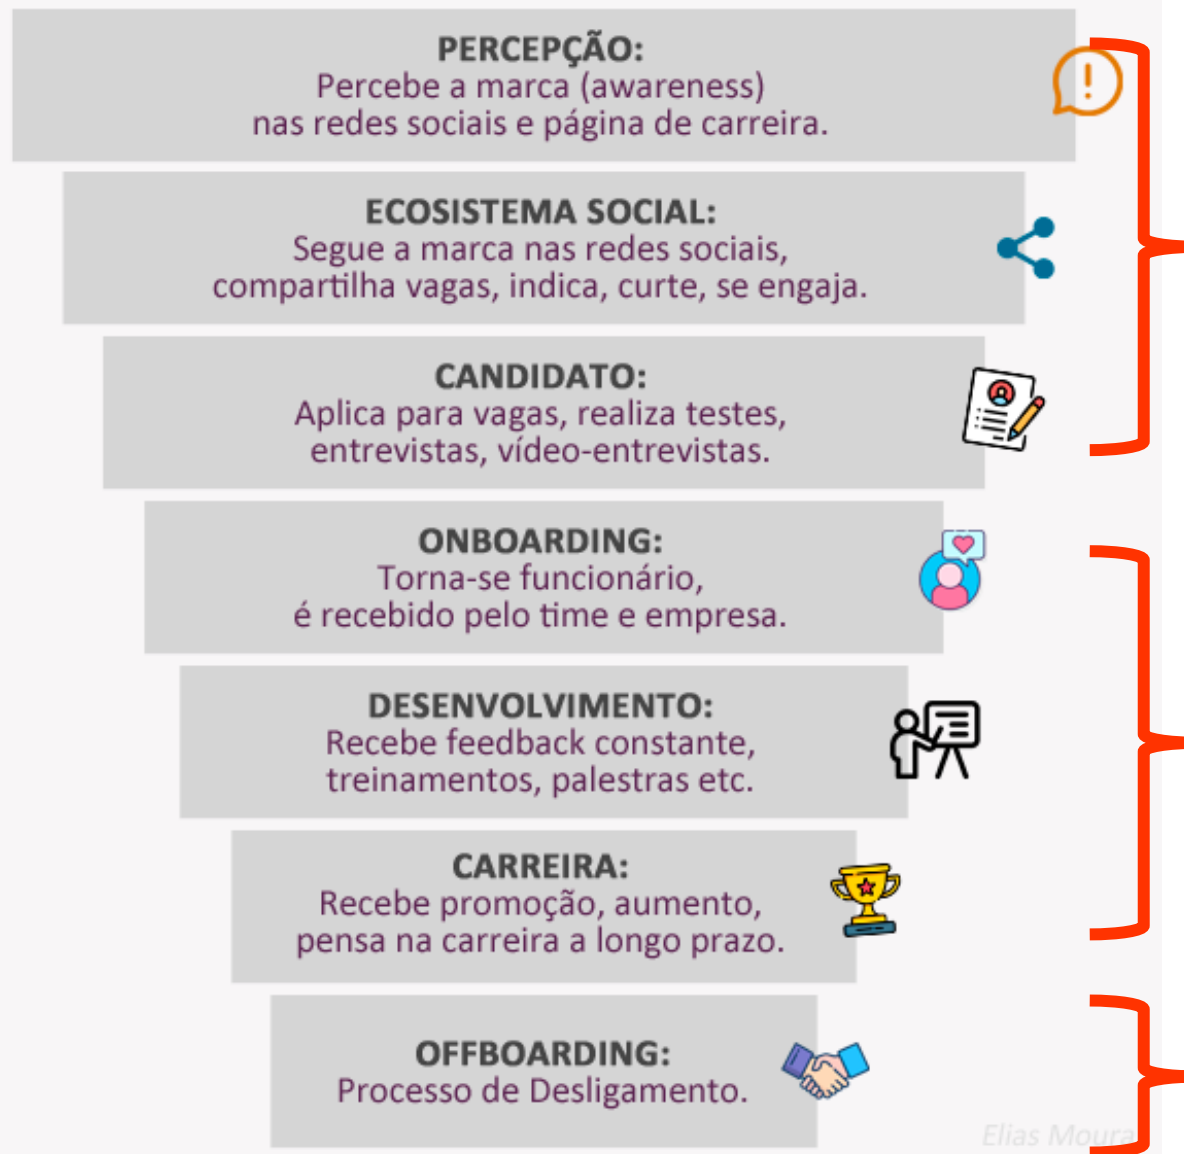 PERCEPÇÃO:
Percebe a marca (awareness)
nas redes sociais e página de carreira.
ECOSISTEMA SOCIAL:
Segue a marca nas redes sociais,
compartilha vagas, indica, curte, se engaja.
CANDIDATO:
Aplica para vagas, realiza testes,
entrevistas, vídeo-entrevistas.
ONBOARDING:
Torna-se funcionário,
é recebido pelo time e empresa.
DESENVOLVIMENTO:
Recebe feedback constante,
treinamentos, palestras etc.
CARREIRA:
Recebe promoção, aumento,
pensa na carreira a longo prazo.
OFFBOARDING:
Processo de Desligamento.
Elias Moura